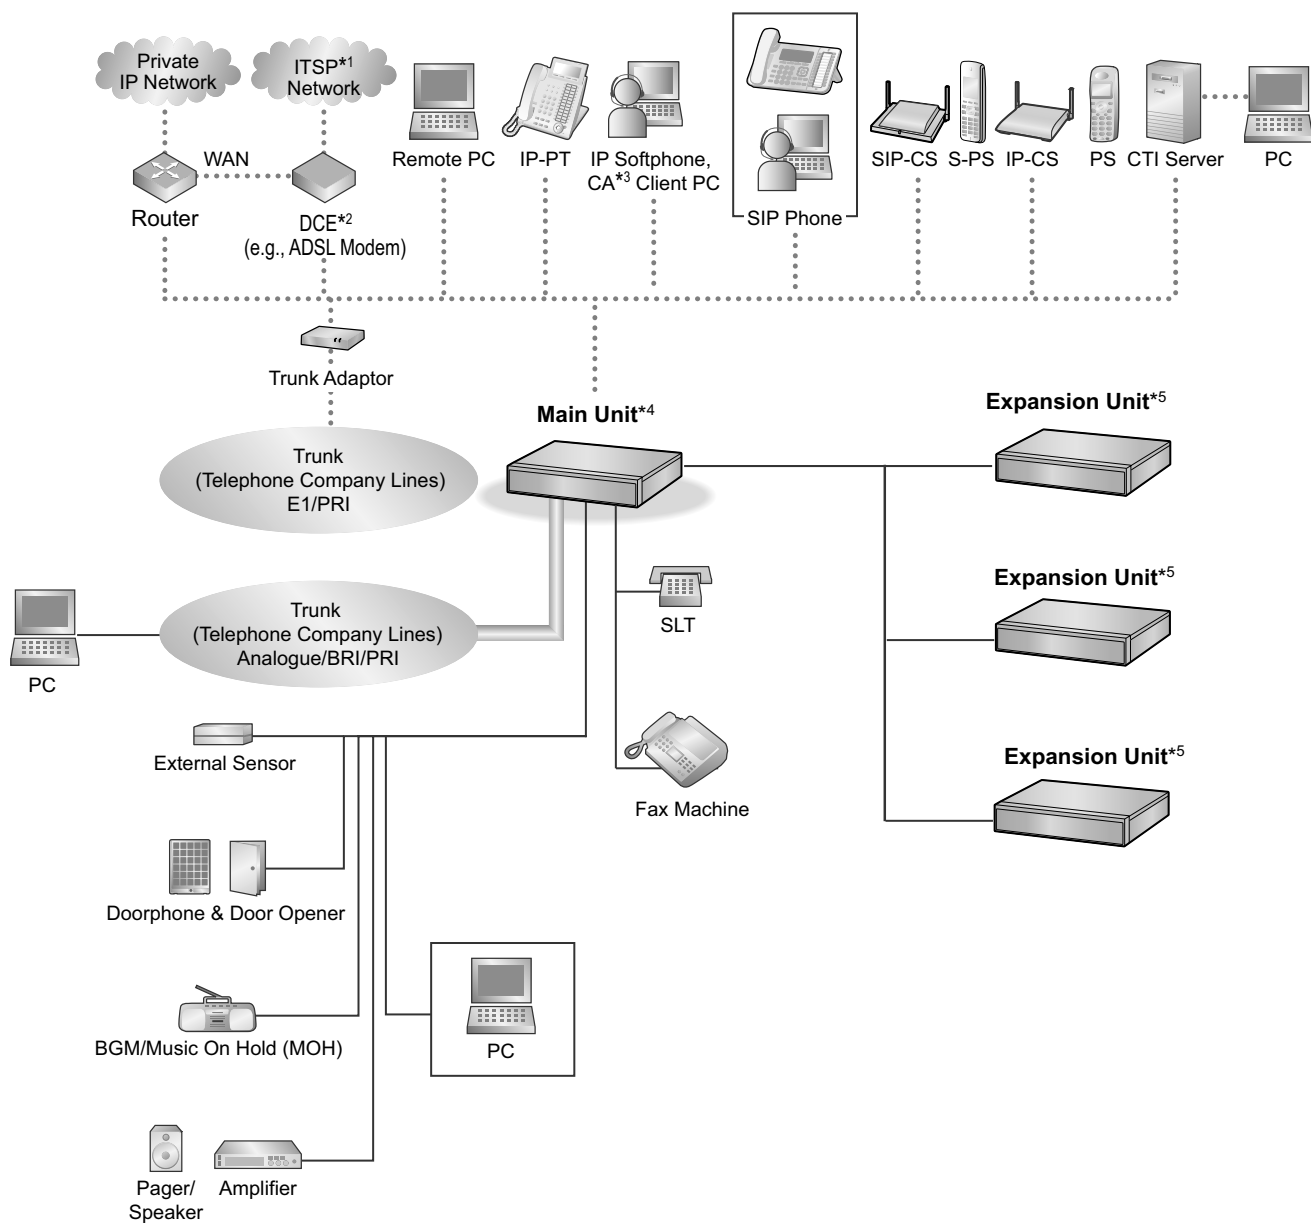 Private
IP Network
ITSP*1
Network
WAN
Router
DCE*2
(e.g., ADSL Modem)
Remote PC
IP-PT
IP Softphone,
CA*3 Client PC
SIP Phone
SIP-CS
S-PS
IP-CS
PS
CTI Server
PC
Trunk Adaptor
Main Unit*4
Expansion Unit*5
Trunk
(Telephone Company Lines)
E1/PRI
Expansion Unit*5
Trunk
(Telephone Company Lines)
Analogue/BRI/PRI
SLT
PC
External Sensor
Expansion Unit*5
Fax Machine
Doorphone & Door Opener
BGM/Music On Hold (MOH)
PC
Pager/
Speaker
Amplifier